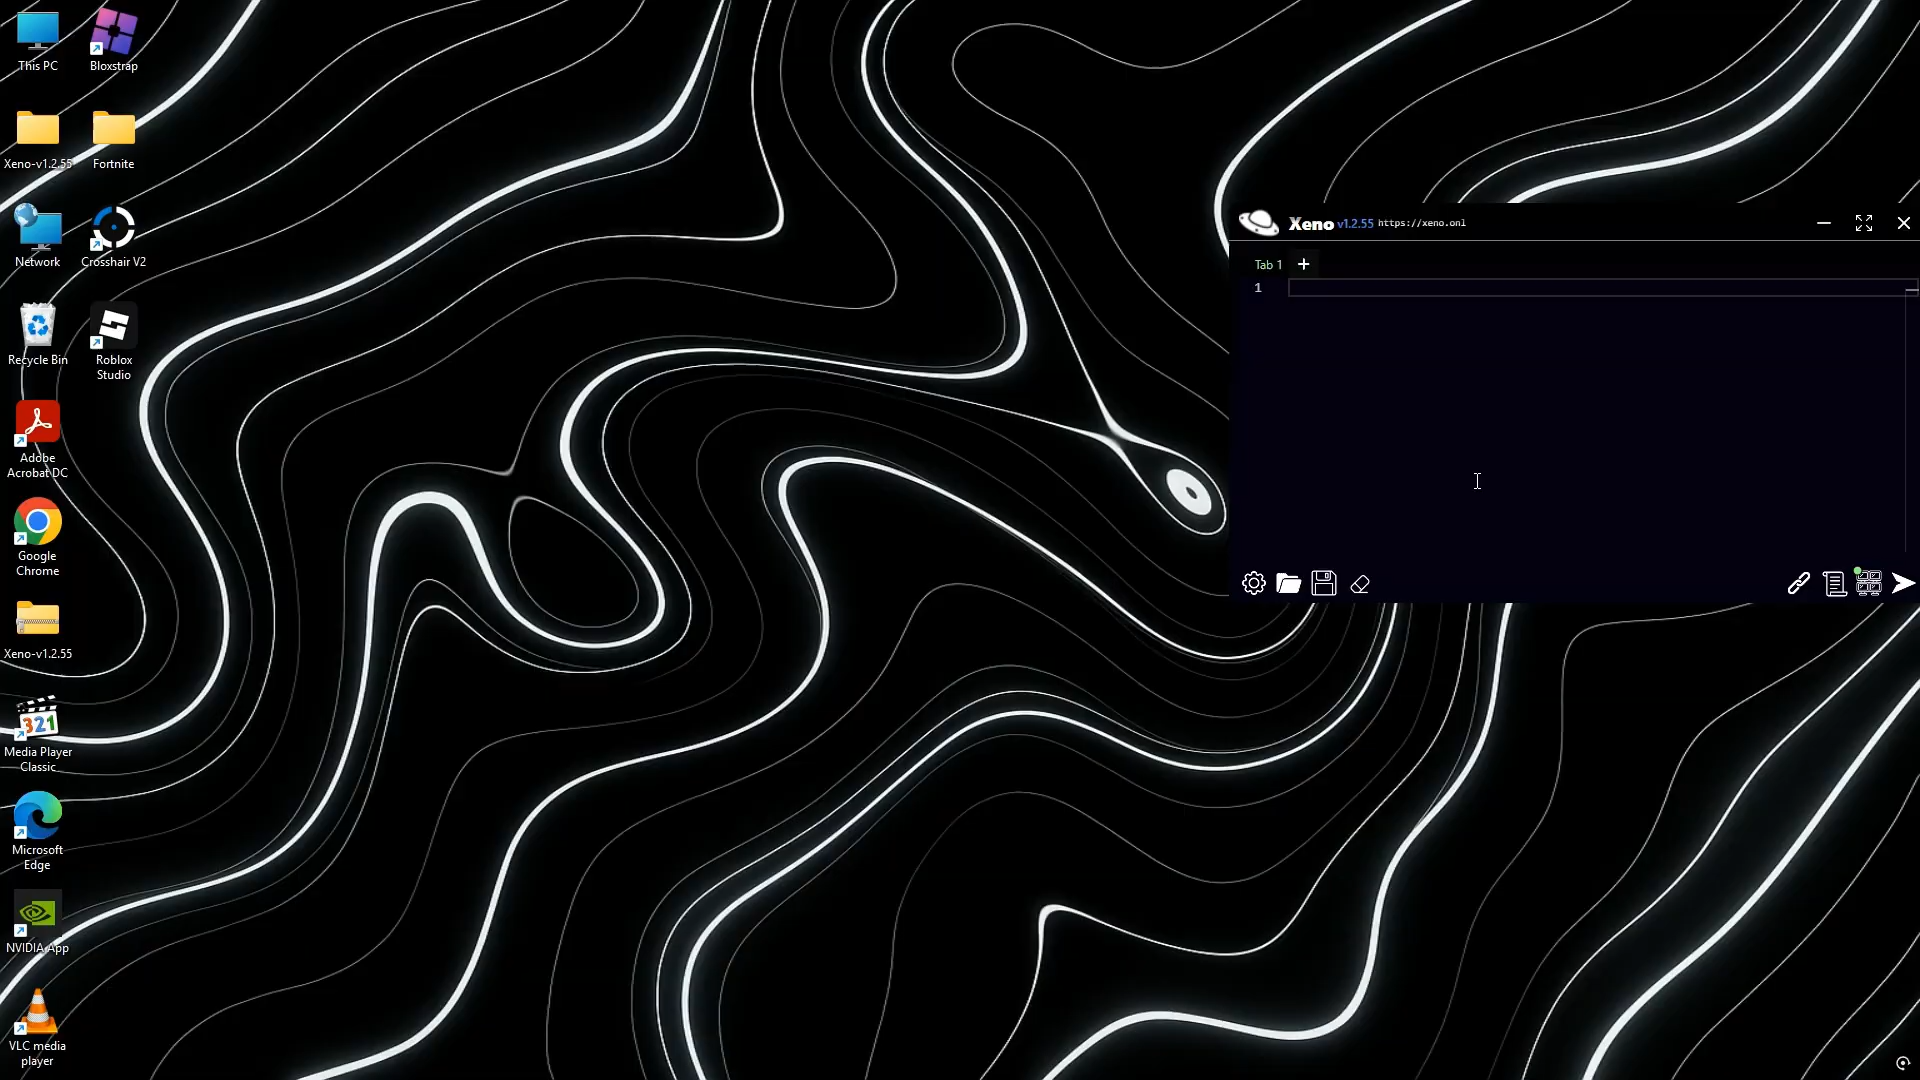 This PC
Bloxstrap
Xeno-v1.2.55
Fortnite
Network
Crosshair V2
Recycle Bin
Roblox
Studio
Adobe
Acrobat DC
Google
Chrome
Xeno-v1.2.55
321
Media Player
Classic
Microsoft
Edge
NVIDIA App
VLC media
player
Xeno v1.2.55 https://xeno.onl
Tab 1 +
1